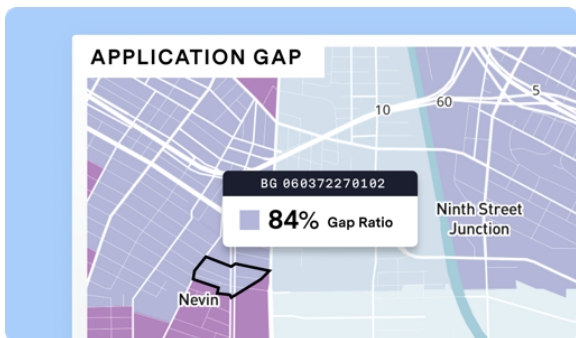 APPLICATION GAP
5
10
60
BG 060372270102
84% Gap Ratio
Ninth Street
Junction
Nevin